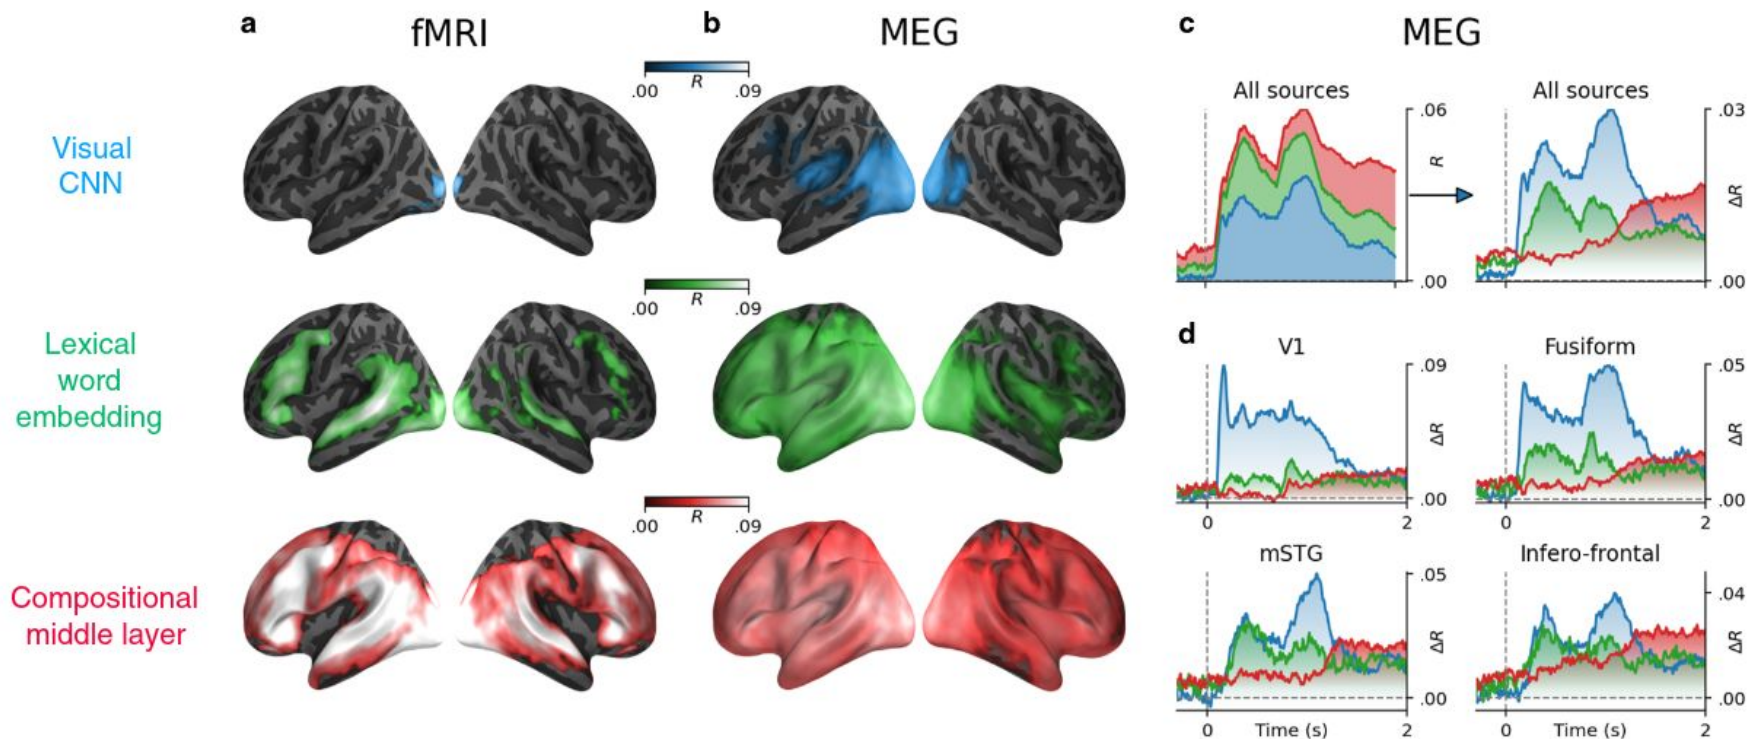 a
fMRI
b
MEG
c
MEG
Visual
CNN
.00
R
.09
All sources
.06
R
.00
All sources
.03
ΔR
.00
Lexical
word
embedding
.00
R
.09
d
V1
.09
ΔR
.00
0
2
Fusiform
.05
ΔR
.00
0
2
Compositional
middle layer
.00
R
.09
mSTG
.05
ΔR
.00
0
Time (s)
2
Infero-frontal
.04
ΔR
.00
0
Time (s)
2